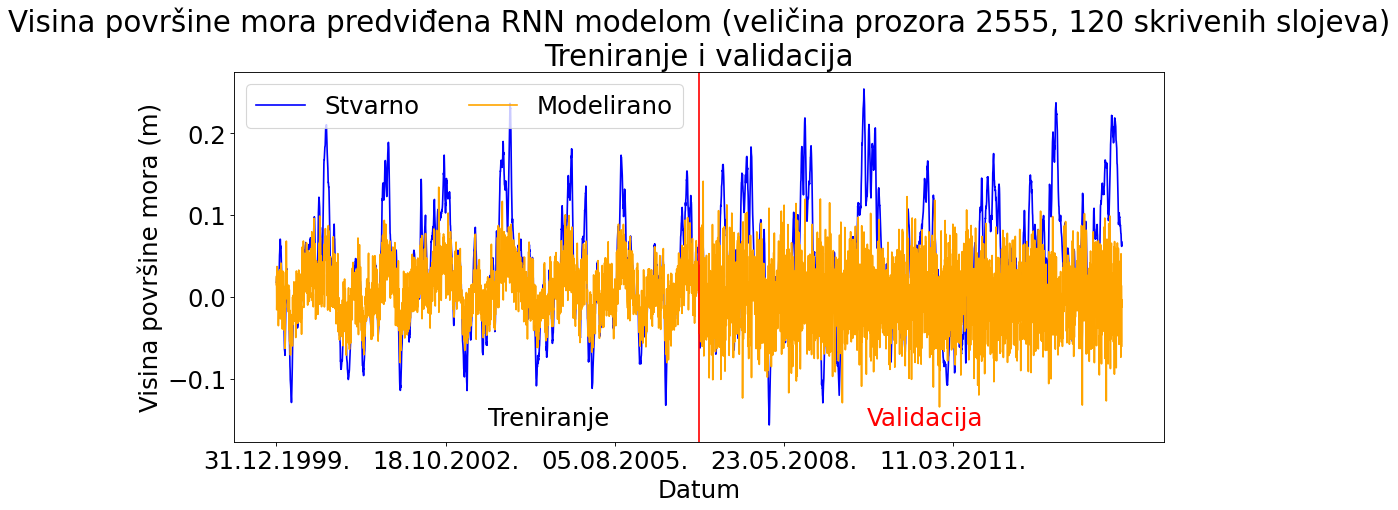 Visina površine mora predviđena RNN modelom (veličina prozora 2555, 120 skrivenih slojeva)
Treniranje i validacija
Stvarno
Modelirano
Visina površine mora (m)
0.2
0.1
0.0
−0.1
Treniranje
Validacija
31.12.1999.
18.10.2002.
05.08.2005.
23.05.2008.
11.03.2011.
Datum